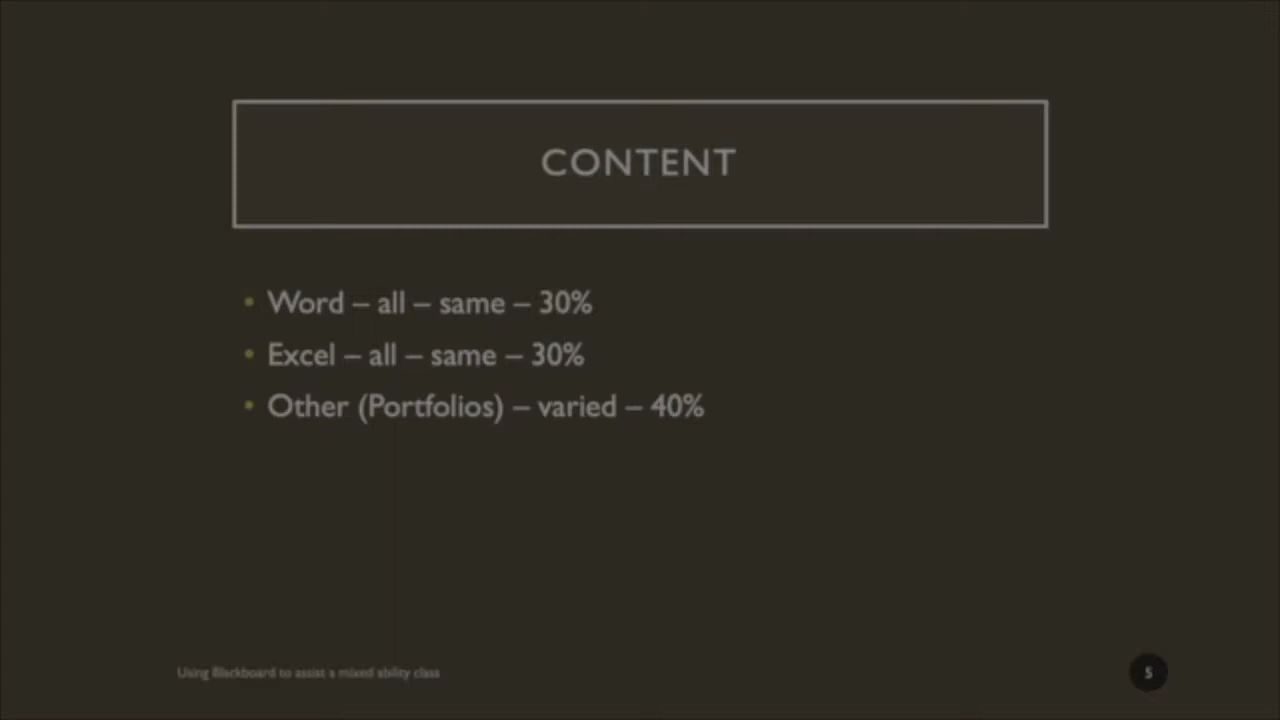 CONTENT
• Word – all – same – 30%
• Excel – all – same – 30%
• Other (Portfolios) – varied – 40%
Using Blackboard to assist a mixed ability class
5